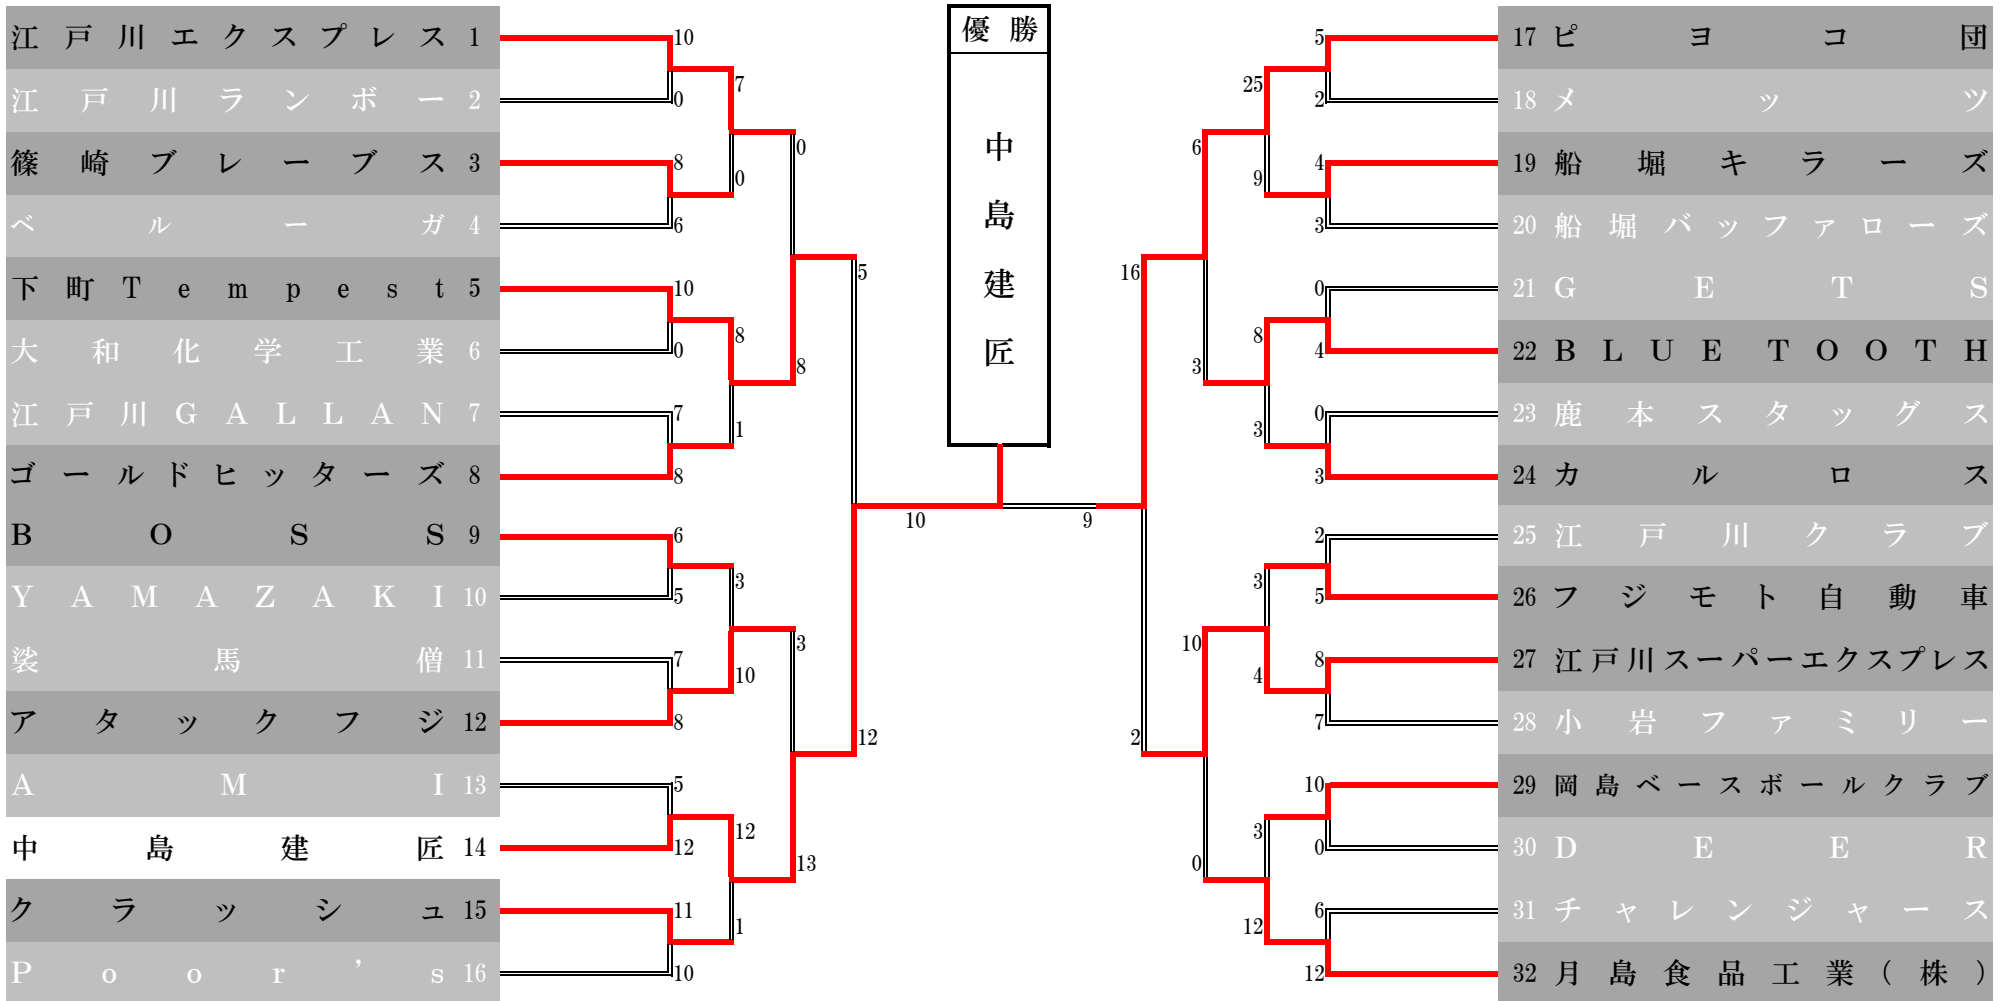 優勝
中島建匠
江戸川エクスプレス 1
江戸川ランボー 2
篠崎ブレーブス 3
ベルーガ 4
下町Tempest 5
大和化学工業 6
江戸川GALLAN 7
ゴールドヒッターズ 8
BOSS 9
YAMAZAKI 10
裟馬僧 11
アタックフジ 12
AMI 13
中島建匠 14
クラッシュ 15
Poor’s 16
10
0
8
6
10
0
7
8
6
5
7
8
5
12
11
10
7
0
8
1
3
10
12
1
0
8
3
13
5
12
10
9
16
2
6
3
10
0
25
9
8
3
3
4
3
12
5
2
4
3
0
4
0
3
2
5
8
7
10
0
6
12
17 ピヨコ団
18 メッツ
19 船堀キラーズ
20 船堀バッファローズ
21 GETS
22 BLUETOOTH
23 鹿本スタッグス
24 カルロス
25 江戸川クラブ
26 フジモト自動車
27 江戸川スーパーエクスプレス
28 小岩ファミリー
29 岡島ベースボールクラブ
30 DEER
31 チャレンジャース
32 月島食品工業(株)